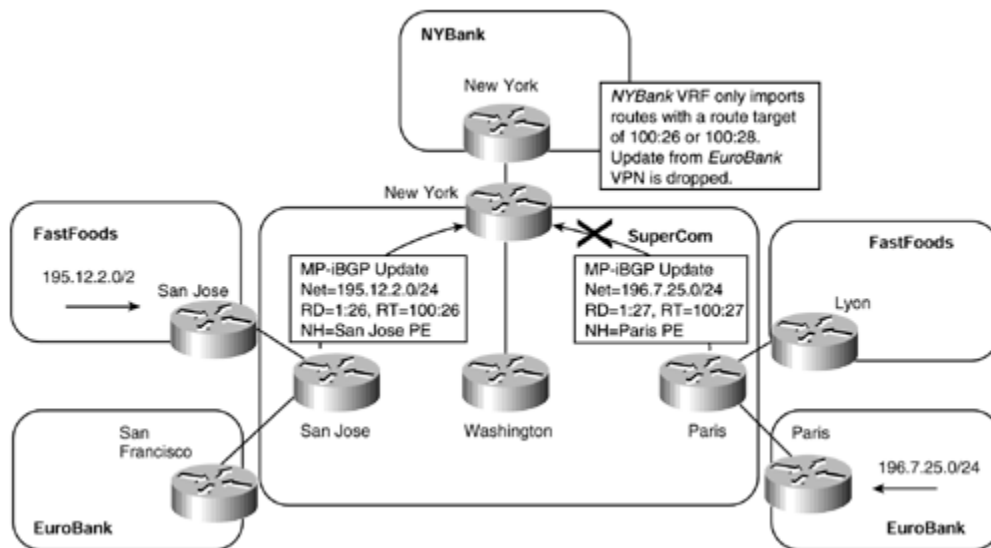 NYBank
New York
NYBank VRF only imports
routes with a route target
of 100:26 or 100:28.
Update from EuroBank
VPN is dropped.
New York
FastFoods
195.12.2.0/2
San Jose
MP-iBGP Update
Net=195.12.2.0/24
RD=1:26, RT=100:26
NH=San Jose PE
SuperCom
MP-iBGP Update
Net=196.7.25.0/24
RD=1:27, RT=100:27
NH=Paris PE
FastFoods
Lyon
San Jose
Washington
Paris
San
Francisco
EuroBank
Paris
196.7.25.0/24
EuroBank